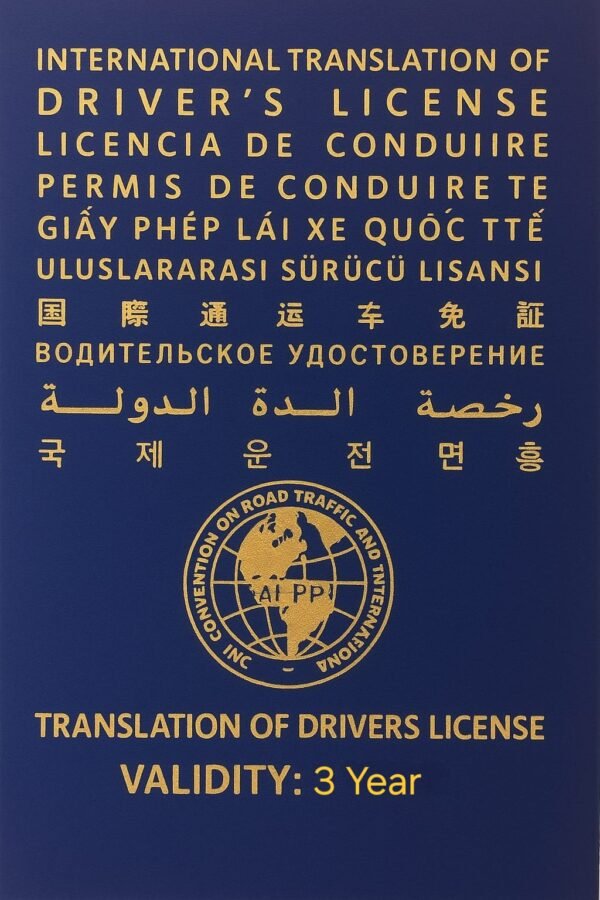 INTERNATIONAL TRANSLATION OF
DRIVER'S LICENSE
LICENCIA DE CONDUIIRE
PERMIS DE CONDUIRE TE
GIẤY PHÉP LÁI XE QUỐC TTẾ
ULUSLARARASI SÜRÜCÜ LISANSI
国際通运车免証
ВОДИТЕЛЬСКОЕ УДОСТОВЕРЕНИЕ
رخصة الدة الدولة
국제운전면흥
INC INI CONVENTION ON ROAD TRAFFIC AND TNTERNAFIONA
AI PP
TRANSLATION OF DRIVERS LICENSE
VALIDITY: 3 Year